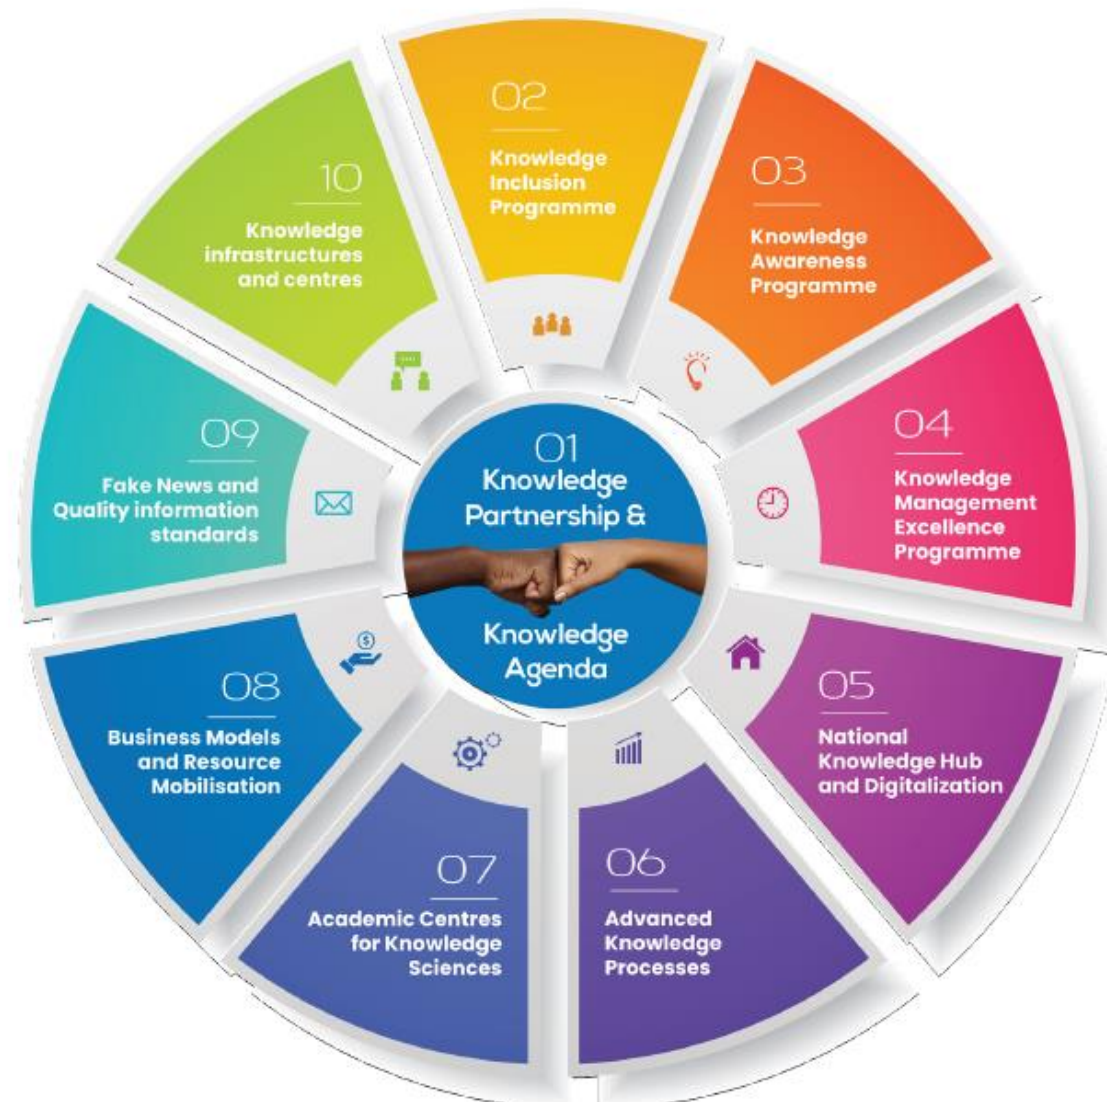 01
Knowledge
Partnership &
Knowledge
Agenda
02
Knowledge
Inclusion
Programme
03
Knowledge
Awareness
Programme
04
Knowledge
Management
Excellence
Programme
05
National
Knowledge Hub
and Digitalization
06
Advanced
Knowledge
Processes
07
Academic Centres
for Knowledge
Sciences
08
Business Models
and Resource
Mobilisation
09
Fake News and
Quality information
standards
10
Knowledge
infrastructures
and centres